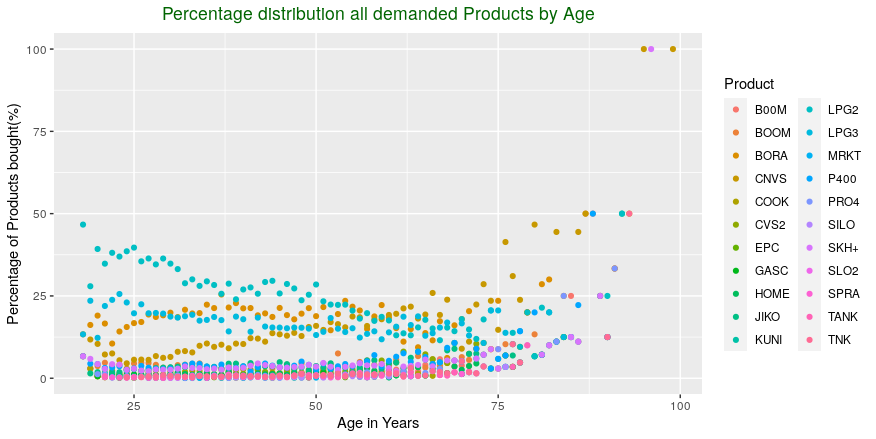 Percentage distribution all demanded Products by Age
Percentage of Products bought(%)
100
75
50
25
0
25
50
75
100
Age in Years
Product
B00M
BOOM
BORA
CNVS
COOK
CVS2
EPC
GASC
HOME
JIKO
KUNI
LPG2
LPG3
MRKT
P400
PRO4
SILO
SKH+
SLO2
SPRA
TANK
TNK